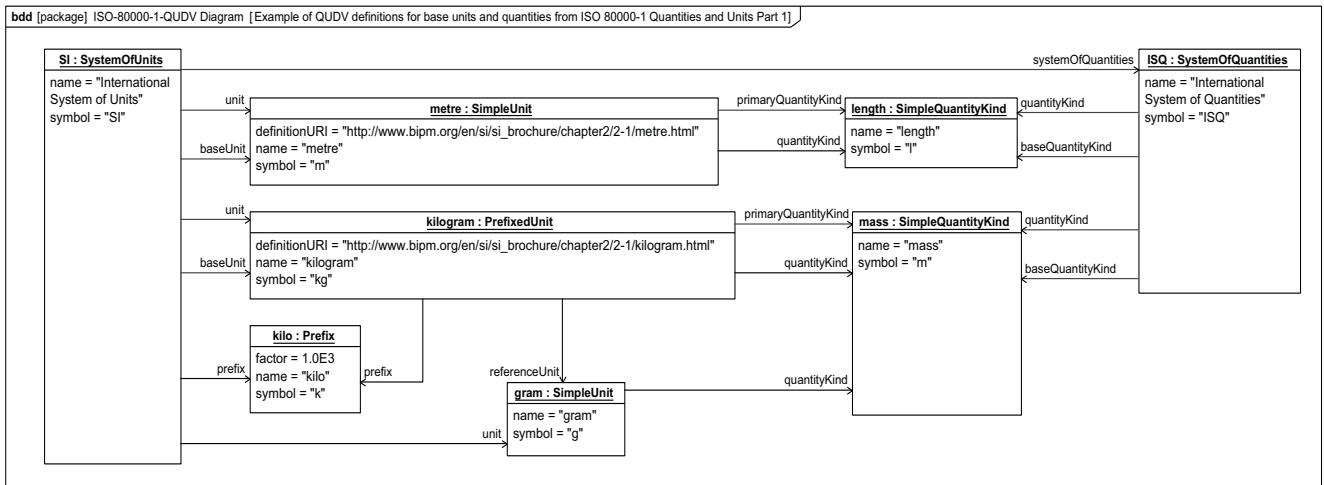 bdd [package] ISO-80000-1-QUDV Diagram [Example of QUDV definitions for base units and quantities from ISO 80000-1 Quantities and Units Part 1]
SI : SystemOfUnits
name = "International
System of Units"
symbol = "SI"
systemOfQuantities
ISQ : SystemOfQuantities
name = "International
System of Quantities"
symbol = "ISQ"
unit
baseUnit
metre : SimpleUnit
definitionURI = "http://www.bipm.org/en/si/si_brochure/chapter2/2-1/metre.html"
name = "metre"
symbol = "m"
primaryQuantityKind
quantityKind
length : SimpleQuantityKind
name = "length"
symbol = "l"
quantityKind
baseQuantityKind
unit
baseUnit
kilogram : PrefixedUnit
definitionURI = "http://www.bipm.org/en/si/si_brochure/chapter2/2-1/kilogram.html"
name = "kilogram"
symbol = "kg"
primaryQuantityKind
quantityKind
mass : SimpleQuantityKind
name = "mass"
symbol = "m"
quantityKind
baseQuantityKind
prefix
kilo : Prefix
factor = 1.0E3
name = "kilo"
symbol = "k"
prefix
referenceUnit
unit
gram : SimpleUnit
name = "gram"
symbol = "g"
quantityKind